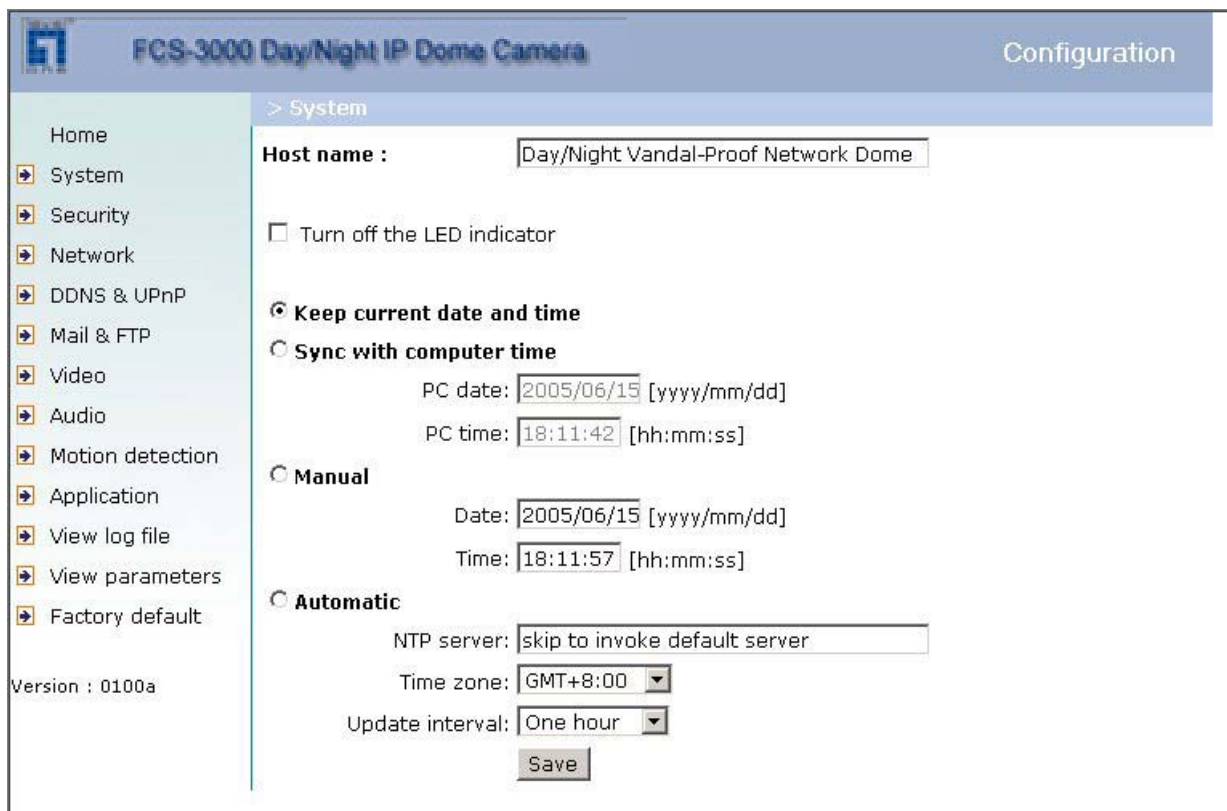 FCS-3000 Day/Night IP Dome Camera
Configuration
> System
Home
System
Security
Network
DDNS & UPnP
Mail & FTP
Video
Audio
Motion detection
Application
View log file
View parameters
Factory default
Version : 0100a
Host name : Day/Night Vandal-Proof Network Dome
Turn off the LED indicator
Keep current date and time
Sync with computer time
PC date: 2005/06/15 [yyyy/mm/dd]
PC time: 18:11:42 [hh:mm:ss]
Manual
Date: 2005/06/15 [yyyy/mm/dd]
Time: 18:11:57 [hh:mm:ss]
Automatic
NTP server: skip to invoke default server
Time zone: GMT+8:00
Update interval: One hour
Save